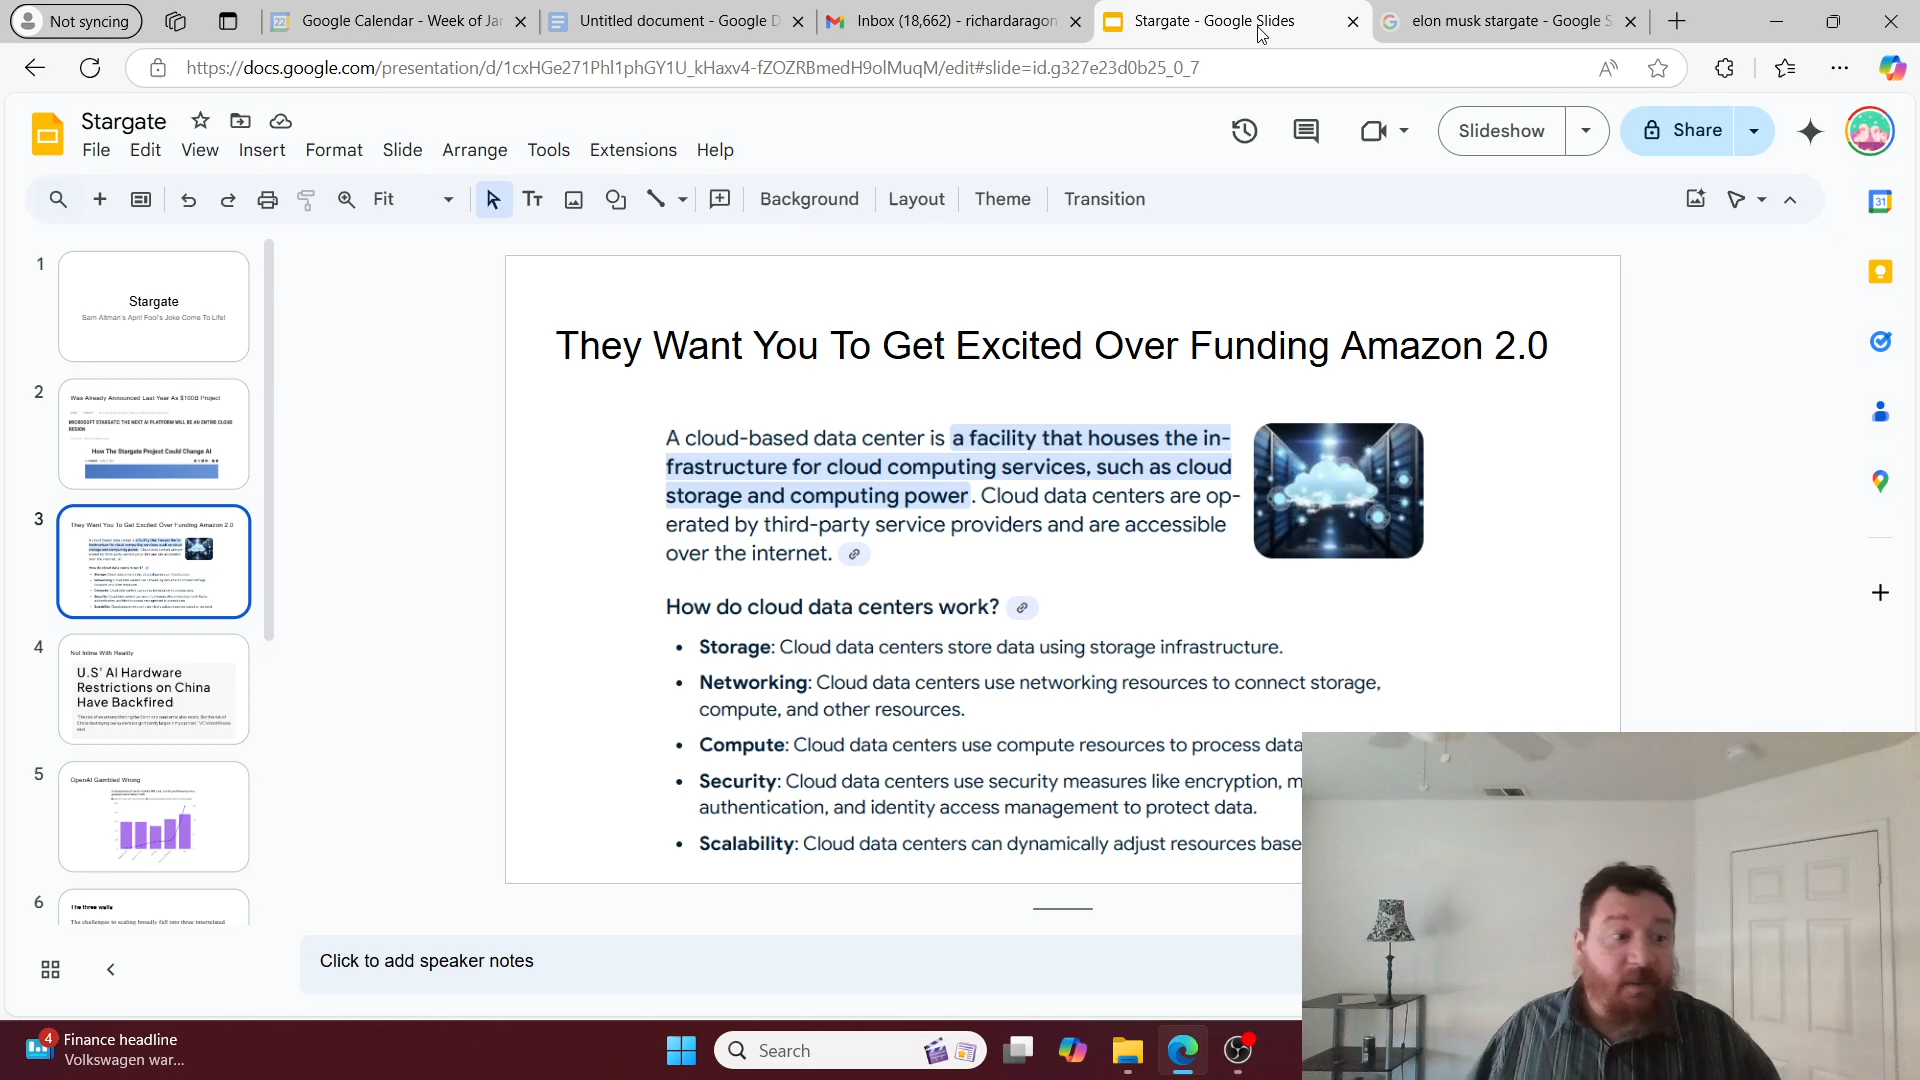 Not syncing
Google Calendar - Week of Ja
Untitled document - Google D
Inbox (18,662) - richardaragon
Stargate - Google Slides
elon musk stargate - Google S
https://docs.google.com/presentation/d/1cxHGe271Phl1phGY1U_kHaxv4-fZOZRBmedH9olMuqM/edit#slide=id.g327e23d0b25_0_7
Stargate
File Edit View Insert Format Slide Arrange Tools Extensions Help
Slideshow
Share
Fit
Background
Layout
Theme
Transition
31
1
Stargate
Sam Altman's April Fool's Joke Come To Life!
2
Was Already Announced Last Year As $100B Project
MICROSOFT STARGATE: THE NEXT AI PLATFORM WILL BE AN ENTIRE CLOUD
REGION
How The Stargate Project Could Change AI
3
They Want You To Get Excited Over Funding Amazon 2.0
4
Not Inline With Reality
U.S' AI Hardware
Restrictions on China
Have Backfired
5
OpenAI Gambled Wrong
6
The three walls
The challenges to scaling broadly fall into three interrelated
They Want You To Get Excited Over Funding Amazon 2.0
A cloud-based data center is a facility that houses the in-
frastructure for cloud computing services, such as cloud
storage and computing power. Cloud data centers are op-
erated by third-party service providers and are accessible
over the internet.
How do cloud data centers work?
• Storage: Cloud data centers store data using storage infrastructure.
• Networking: Cloud data centers use networking resources to connect storage,
compute, and other resources.
• Compute: Cloud data centers use compute resources to process data
• Security: Cloud data centers use security measures like encryption, m
authentication, and identity access management to protect data.
• Scalability: Cloud data centers can dynamically adjust resources base
Click to add speaker notes
4
Finance headline
Volkswagen war...
Search